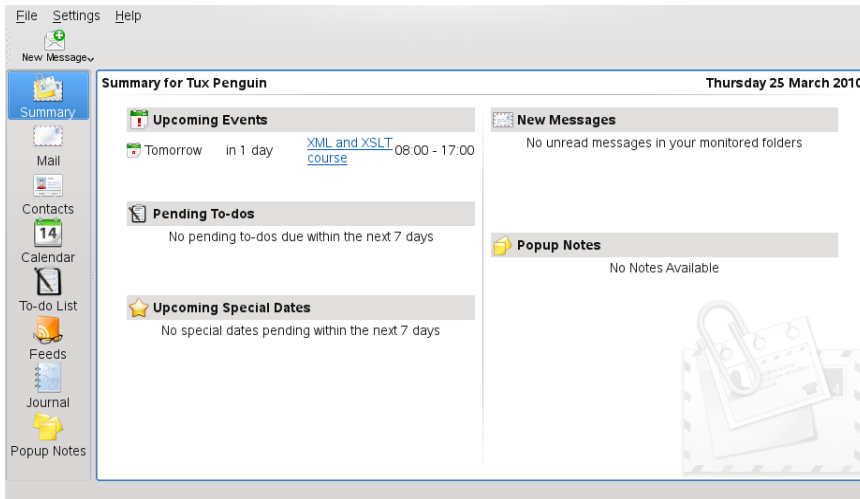 File Settings Help
New Message
Summary
Mail
Contacts
14
Calendar
To-do List
Feeds
Journal
Popup Notes
Summary for Tux Penguin Thursday 25 March 2010
Upcoming Events
Tomorrow in 1 day XML and XSLT course 08:00 - 17:00
Pending To-dos
No pending to-dos due within the next 7 days
Upcoming Special Dates
No special dates pending within the next 7 days
New Messages
No unread messages in your monitored folders
Popup Notes
No Notes Available